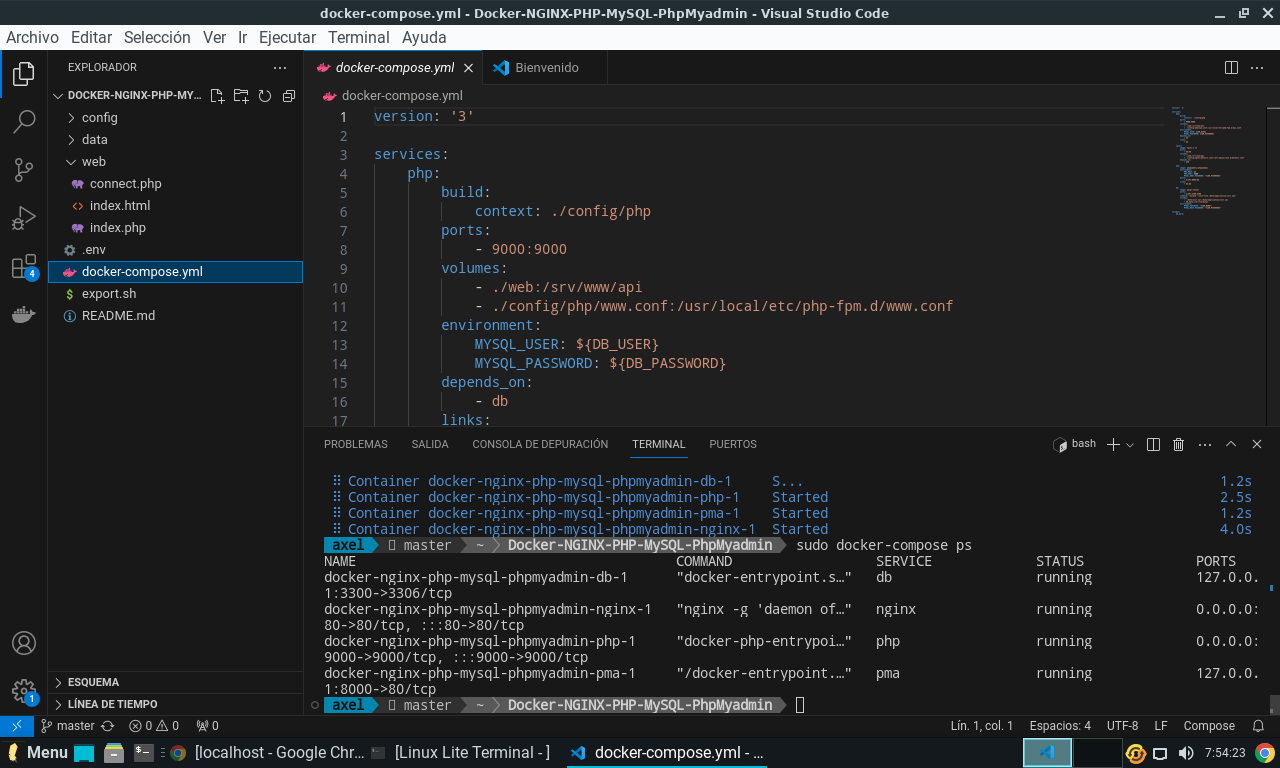 docker-compose.yml - Docker-NGINX-PHP-MySQL-PhpMyadmin - Visual Studio Code
Archivo Editar Selección Ver Ir Ejecutar Terminal Ayuda
EXPLORADOR
DOCKER-NGINX-PHP-MY...
config
data
web
connect.php
index.html
index.php
.env
docker-compose.yml
$ export.sh
README.md
4
ESQUEMA
LÍNEA DE TIEMPO
1
docker-compose.yml Bienvenido
docker-compose.yml
1 version: '3'
2
3 services:
4 php:
5 build:
6 context: ./config/php
7 ports:
8 - 9000:9000
9 volumes:
10 - ./web:/srv/www/api
11 - ./config/php/www.conf:/usr/local/etc/php-fpm.d/www.conf
12 environment:
13 MYSQL_USER: ${DB_USER}
14 MYSQL_PASSWORD: ${DB_PASSWORD}
15 depends_on:
16 - db
17 links:
PROBLEMAS SALIDA CONSOLA DE DEPURACIÓN TERMINAL PUERTOS bash
Container docker-nginx-php-mysql-phpmyadmin-db-1 S... 1.2s
Container docker-nginx-php-mysql-phpmyadmin-php-1 Started 2.5s
Container docker-nginx-php-mysql-phpmyadmin-pma-1 Started 1.2s
Container docker-nginx-php-mysql-phpmyadmin-nginx-1 Started 4.0s
axel master ~ Docker-NGINX-PHP-MySQL-PhpMyadmin sudo docker-compose ps
NAME COMMAND SERVICE STATUS PORTS
docker-nginx-php-mysql-phpmyadmin-db-1 "docker-entrypoint.s…" db running 127.0.0.
1:3300->3306/tcp
docker-nginx-php-mysql-phpmyadmin-nginx-1 "nginx -g 'daemon of…" nginx running 0.0.0.0:
80->80/tcp, :::80->80/tcp
docker-nginx-php-mysql-phpmyadmin-php-1 "docker-php-entrypoi…" php running 0.0.0.0:
9000->9000/tcp, :::9000->9000/tcp
docker-nginx-php-mysql-phpmyadmin-pma-1 "/docker-entrypoint.…" pma running 127.0.0.
1:8000->80/tcp
axel master ~ Docker-NGINX-PHP-MySQL-PhpMyadmin
master 0 0 0 Lín. 1, col. 1 Espacios: 4 UTF-8 LF Compose
Menu [localhost - Google Chr... [Linux Lite Terminal - ] docker-compose.yml - ... 7:54:23